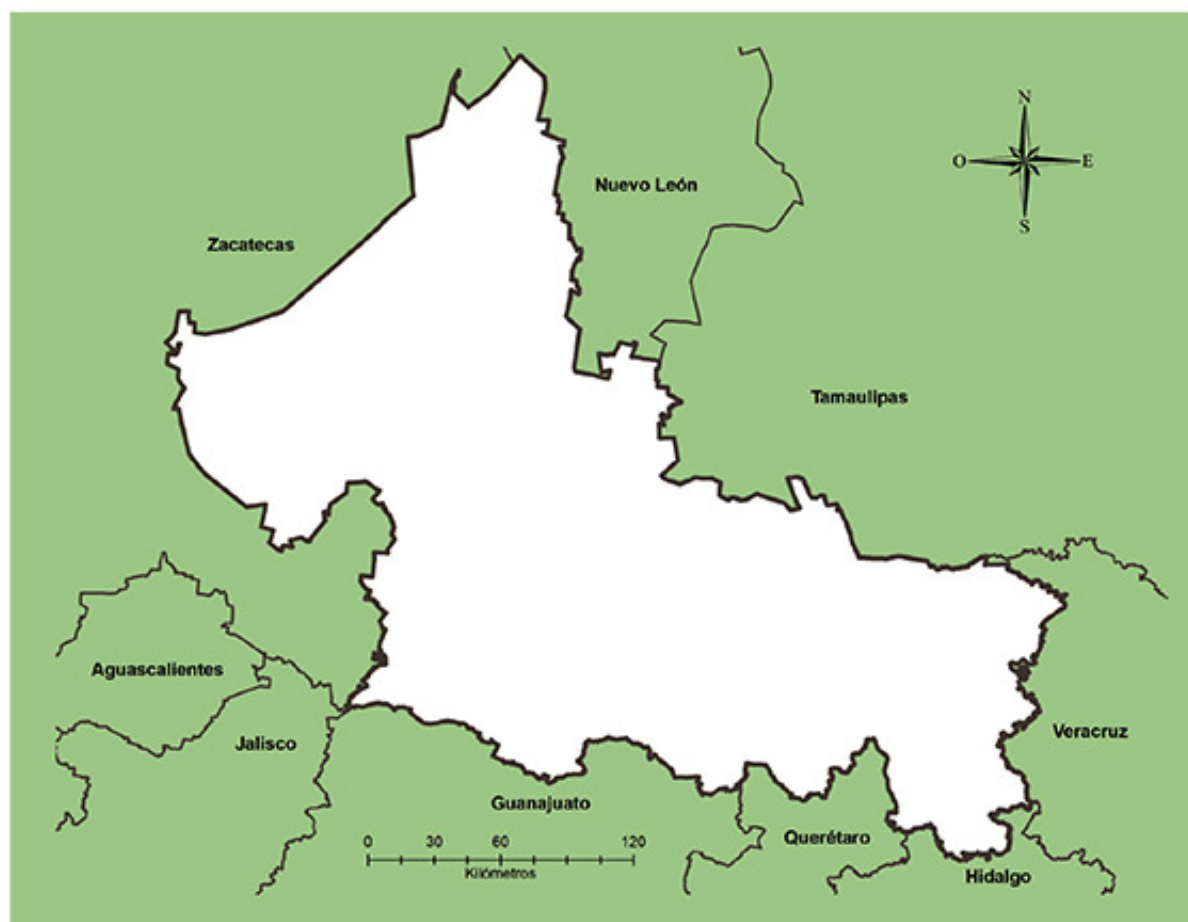 N
O E
S
Nuevo León
Zacatecas
Tamaulipas
Aguascalientes
Jalisco
Veracruz
Guanajuato
Querétaro
Hidalgo
0 30 60 120
Kilómetros